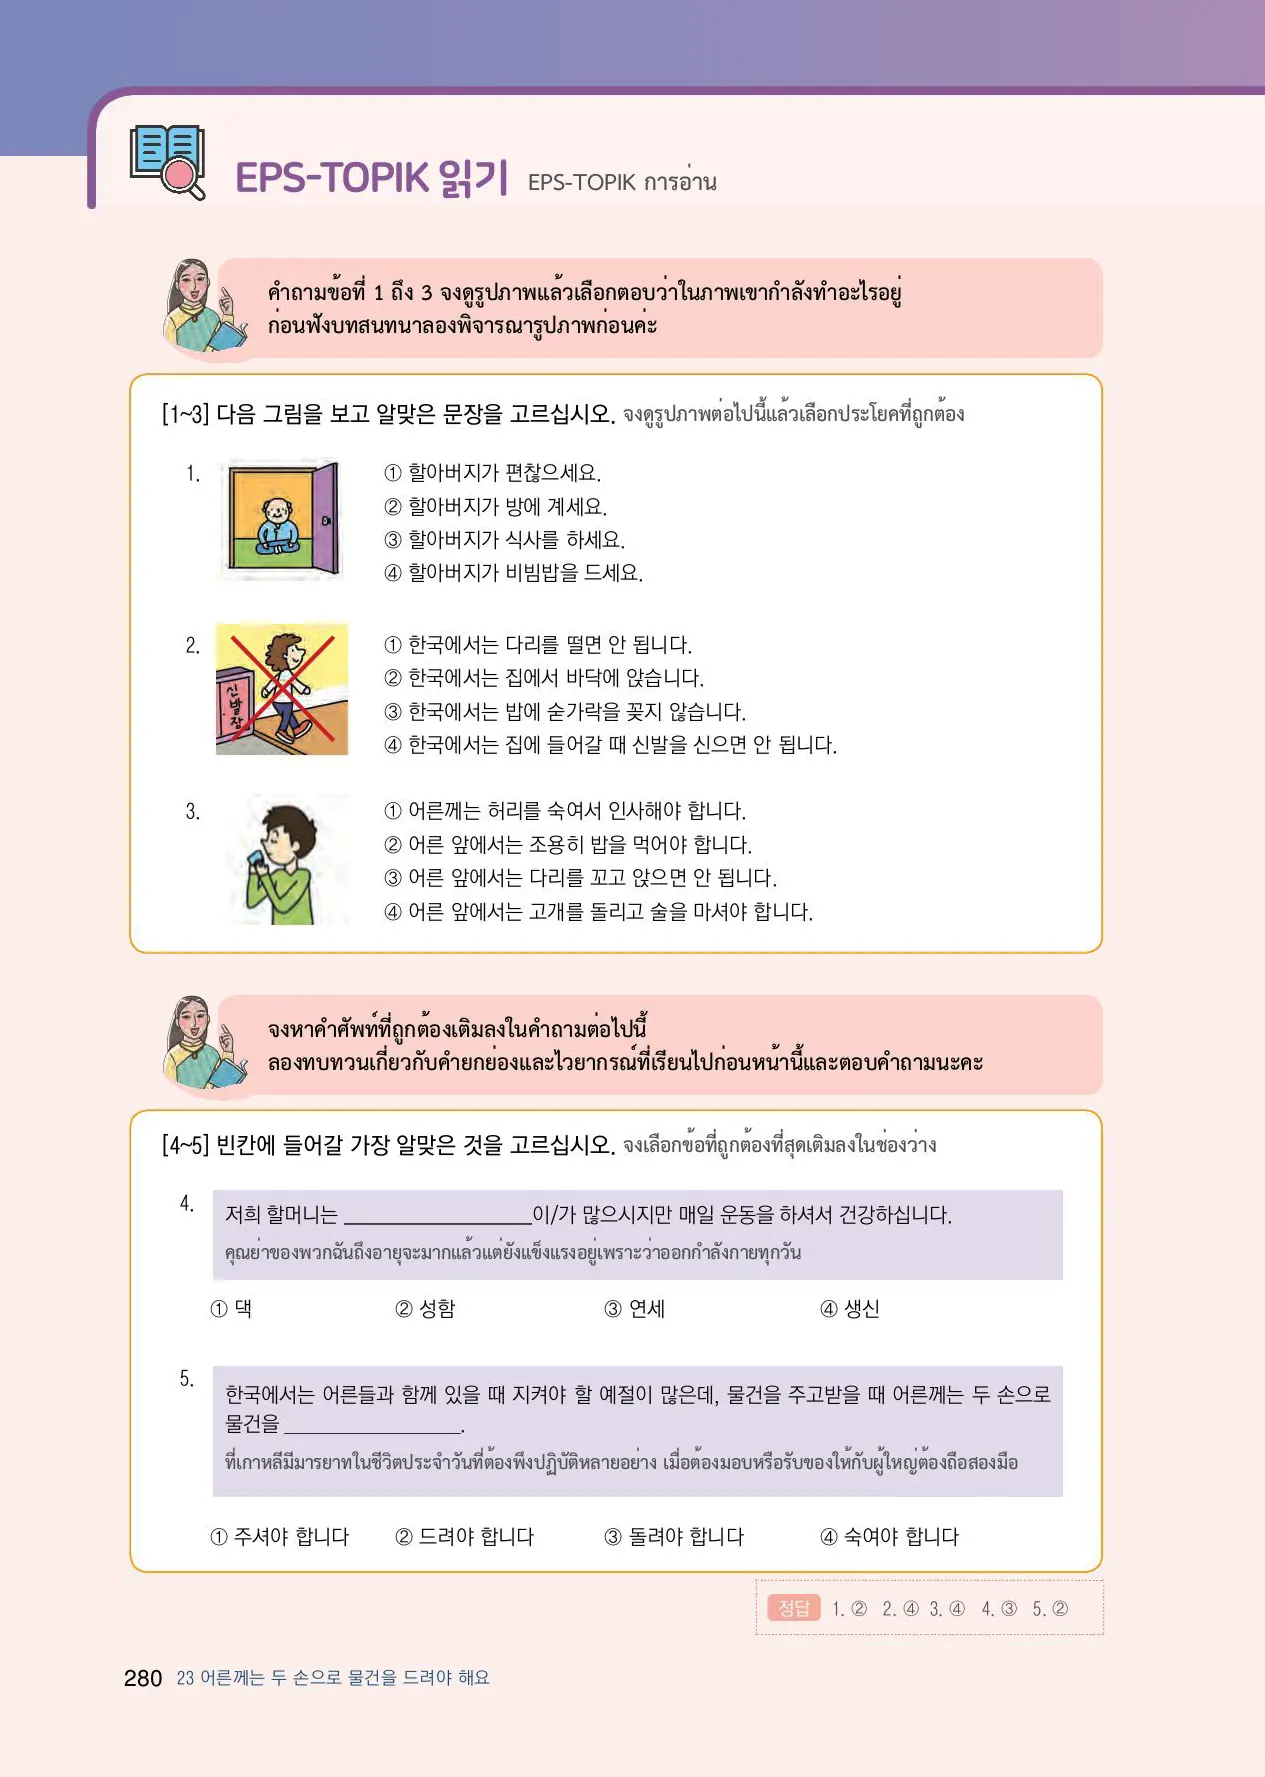 EPS-TOPIK 읽기 EPS-TOPIK การอ่าน
คำถามข้อที่ 1 ถึง 3 จงดูรูปภาพแล้วเลือกตอบว่าในภาพเขากำลังทำอะไรอยู่
ก่อนฟังบทสนทนาลองพิจารณารูปภาพก่อนค่ะ
[1~3] 다음 그림을 보고 알맞은 문장을 고르십시오. จงดูรูปภาพต่อไปนี้แล้วเลือกประโยคที่ถูกต้อง
1. ① 할아버지가 편찮으세요.
② 할아버지가 방에 계세요.
③ 할아버지가 식사를 하세요.
④ 할아버지가 비빔밥을 드세요.
2. ① 한국에서는 다리를 떨면 안 됩니다.
② 한국에서는 집에서 바닥에 앉습니다.
③ 한국에서는 밥에 숟가락을 꽂지 않습니다.
④ 한국에서는 집에 들어갈 때 신발을 신으면 안 됩니다.
신발장
3. ① 어른께는 허리를 숙여서 인사해야 합니다.
② 어른 앞에서는 조용히 밥을 먹어야 합니다.
③ 어른 앞에서는 다리를 꼬고 앉으면 안 됩니다.
④ 어른 앞에서는 고개를 돌리고 술을 마셔야 합니다.
จงหาคำศัพท์ที่ถูกต้องเติมลงในคำถามต่อไปนี้
ลองทบทวนเกี่ยวกับคำยกย่องและไวยากรณ์ที่เรียนไปก่อนหน้านี้และตอบคำถามนะคะ
[4~5] 빈칸에 들어갈 가장 알맞은 것을 고르십시오. จงเลือกข้อที่ถูกต้องที่สุดเติมลงในช่องว่าง
4. 저희 할머니는 ________________이/가 많으시지만 매일 운동을 하셔서 건강하십니다.
คุณย่าของพวกฉันถึงอายุจะมากแล้วแต่ยังแข็งแรงอยู่เพราะว่าออกกำลังกายทุกวัน
① 댁 ② 성함 ③ 연세 ④ 생신
5. 한국에서는 어른들과 함께 있을 때 지켜야 할 예절이 많은데, 물건을 주고받을 때 어른께는 두 손으로
물건을 ________________.
ที่เกาหลีมีมารยาทในชีวิตประจำวันที่ต้องพึงปฏิบัติหลายอย่าง เมื่อต้องมอบหรือรับของให้กับผู้ใหญ่ต้องถือสองมือ
① 주셔야 합니다 ② 드려야 합니다 ③ 돌려야 합니다 ④ 숙여야 합니다
정답 1. ② 2. ④ 3. ④ 4. ③ 5. ②
280 23 어른께는 두 손으로 물건을 드려야 해요